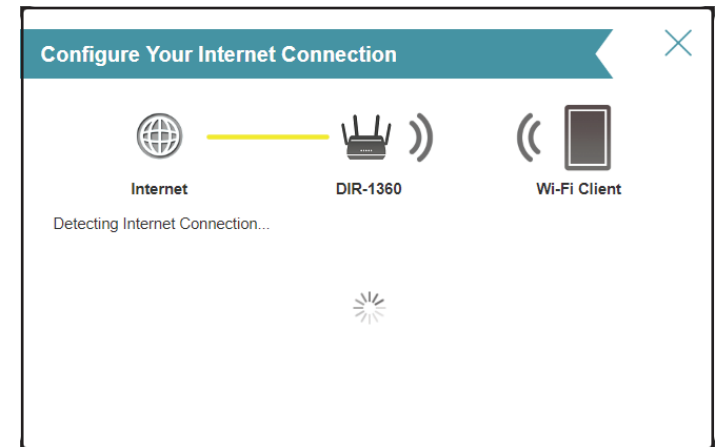 Configure Your Internet Connection
Internet
DIR-1360
Wi-Fi Client
Detecting Internet Connection...